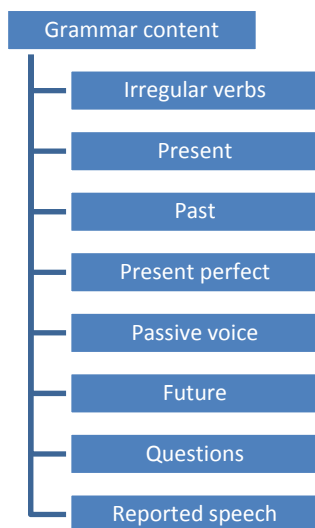 Grammar content
Irregular verbs
Present
Past
Present perfect
Passive voice
Future
Questions
Reported speech